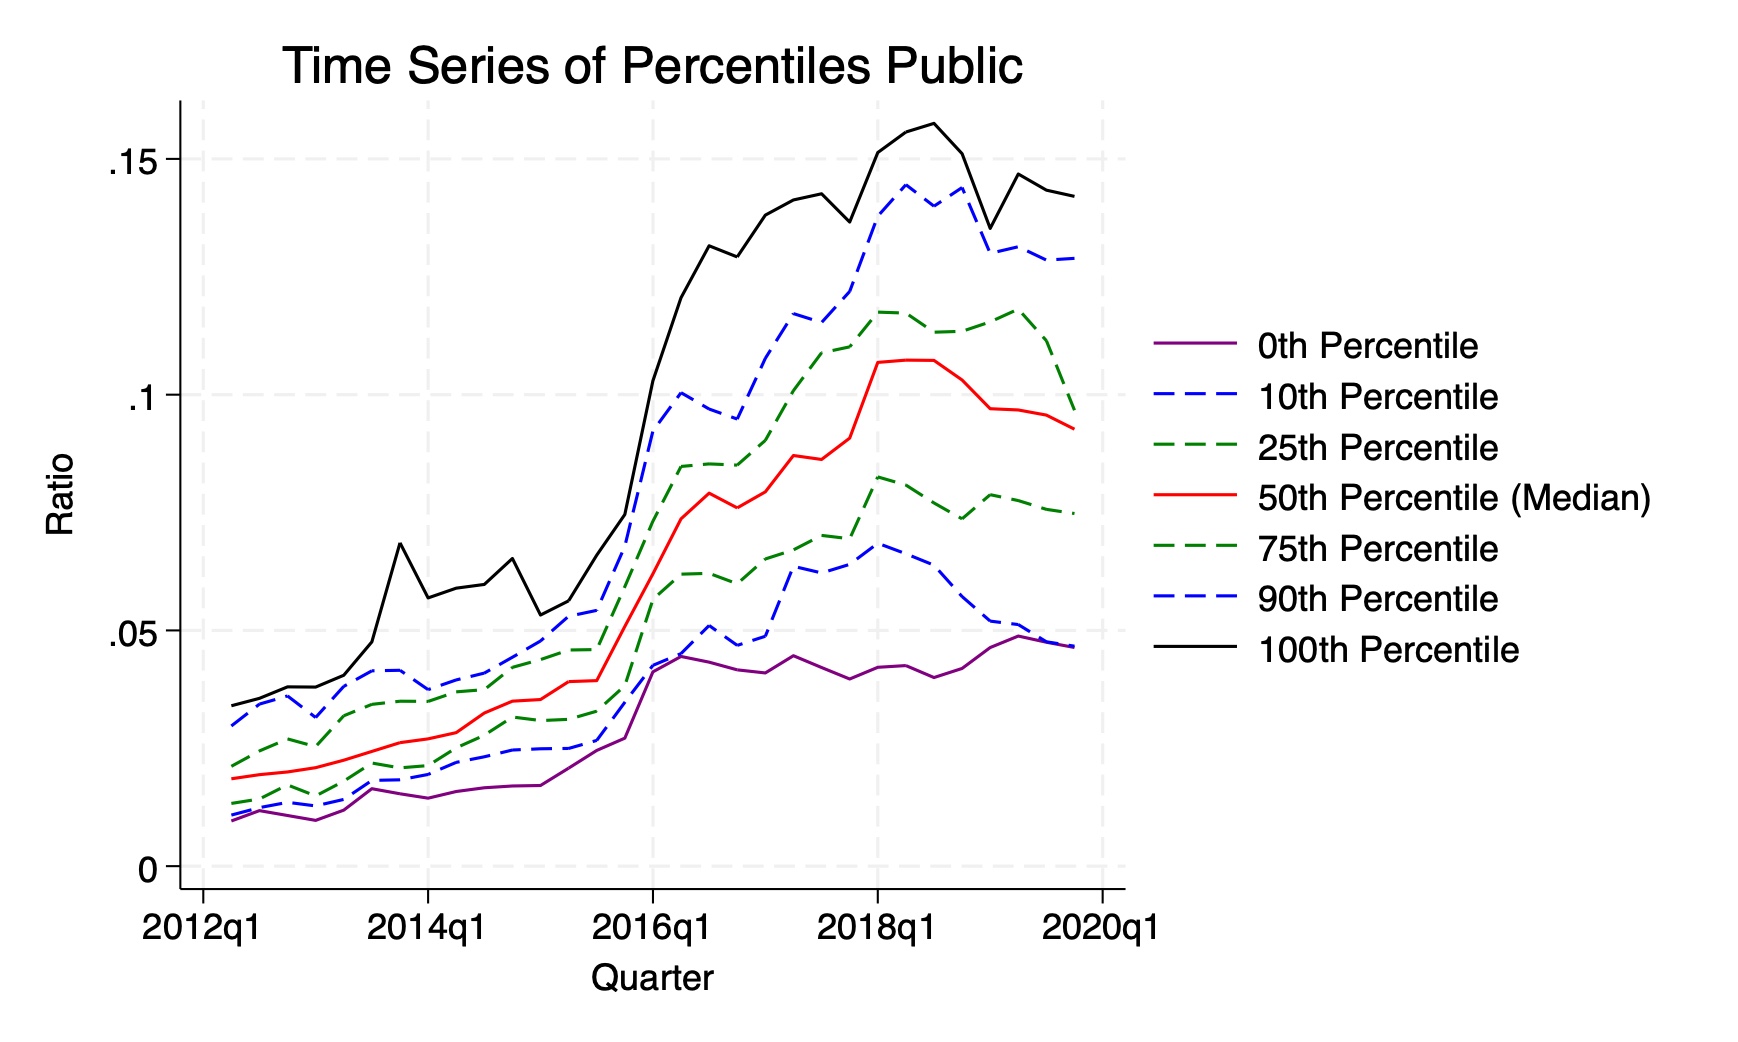 Time Series of Percentiles Public
.15
.1
.05
0
Ratio
2012q1 2014q1 2016q1 2018q1 2020q1
Quarter
0th Percentile
10th Percentile
25th Percentile
50th Percentile (Median)
75th Percentile
90th Percentile
100th Percentile